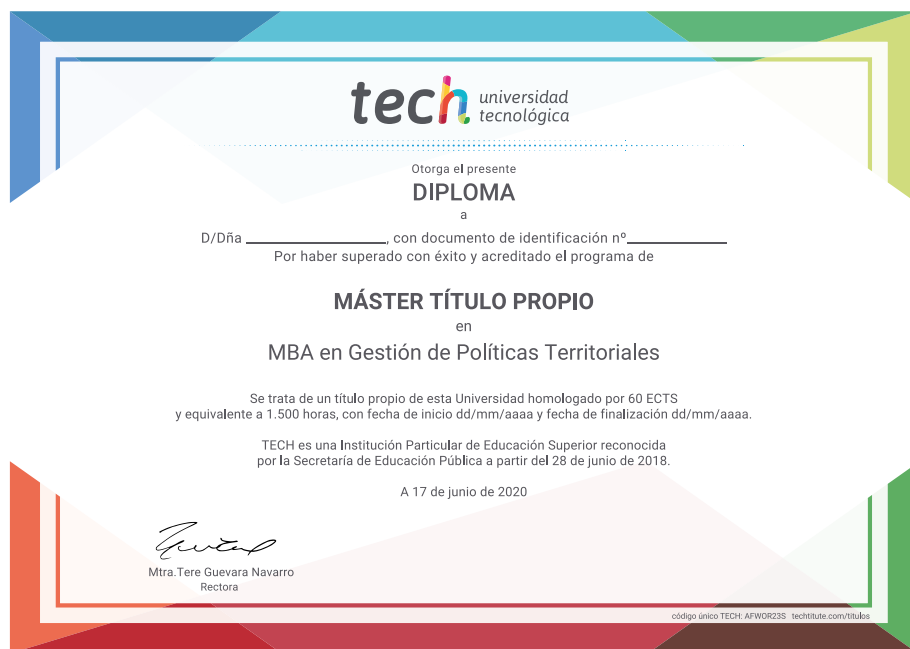 tech universidad
tecnológica
Otorga el presente
DIPLOMA
a
D/Dña ________________, con documento de identificación nº____________
Por haber superado con éxito y acreditado el programa de
MÁSTER TÍTULO PROPIO
en
MBA en Gestión de Políticas Territoriales
Se trata de un título propio de esta Universidad homologado por 60 ECTS
y equivalente a 1.500 horas, con fecha de inicio dd/mm/aaaa y fecha de finalización dd/mm/aaaa.
TECH es una Institución Particular de Educación Superior reconocida
por la Secretaría de Educación Pública a partir del 28 de junio de 2018.
A 17 de junio de 2020
Mtra.Tere Guevara Navarro
Rectora
código único TECH: AFWOR23S techtitute.com/titulos